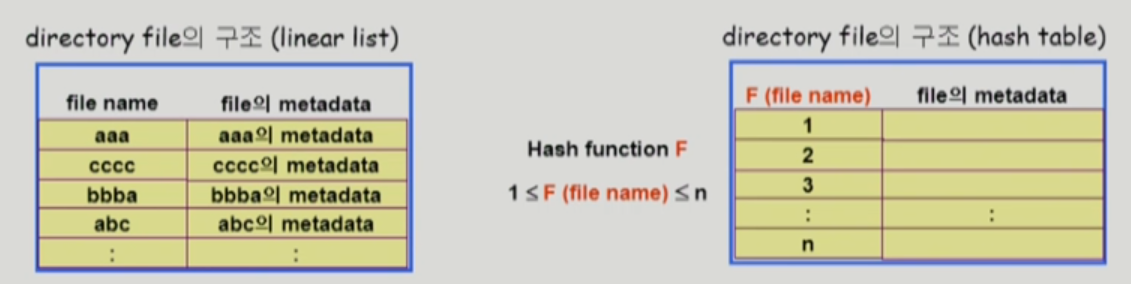 directory file의 구조 (linear list)
file name file의 metadata
aaa aaa의 metadata
cccc cccc의 metadata
bbba bbba의 metadata
abc abc의 metadata
: :
Hash function F
1 ≤ F (file name) ≤ n
directory file의 구조 (hash table)
F (file name) file의 metadata
1
2
3
: :
n